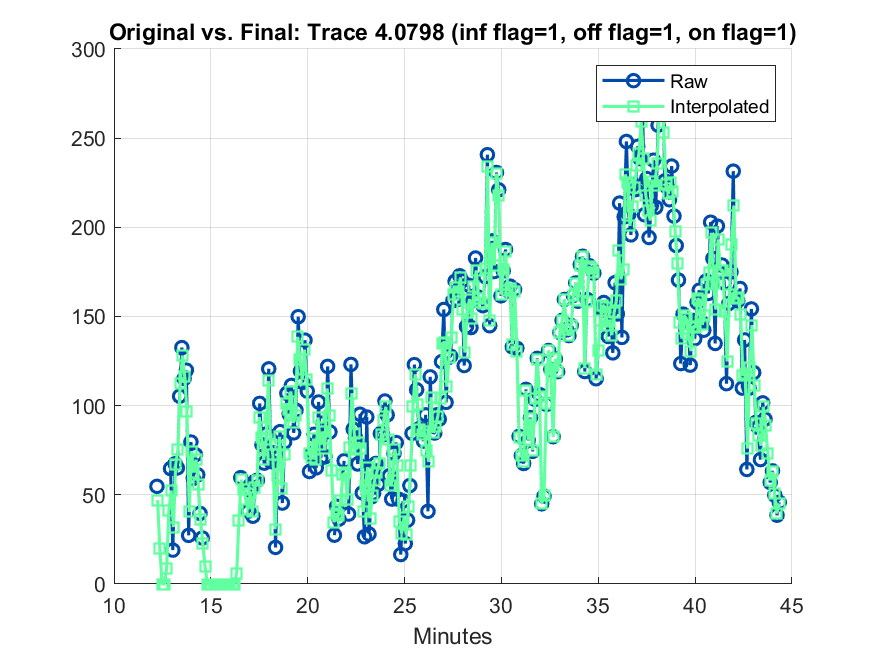 Original vs. Final: Trace 4.0798 (inf flag=1, off flag=1, on flag=1)
300
250
200
150
100
50
0
Raw
Interpolated
10 15 20 25 30 35 40 45
Minutes